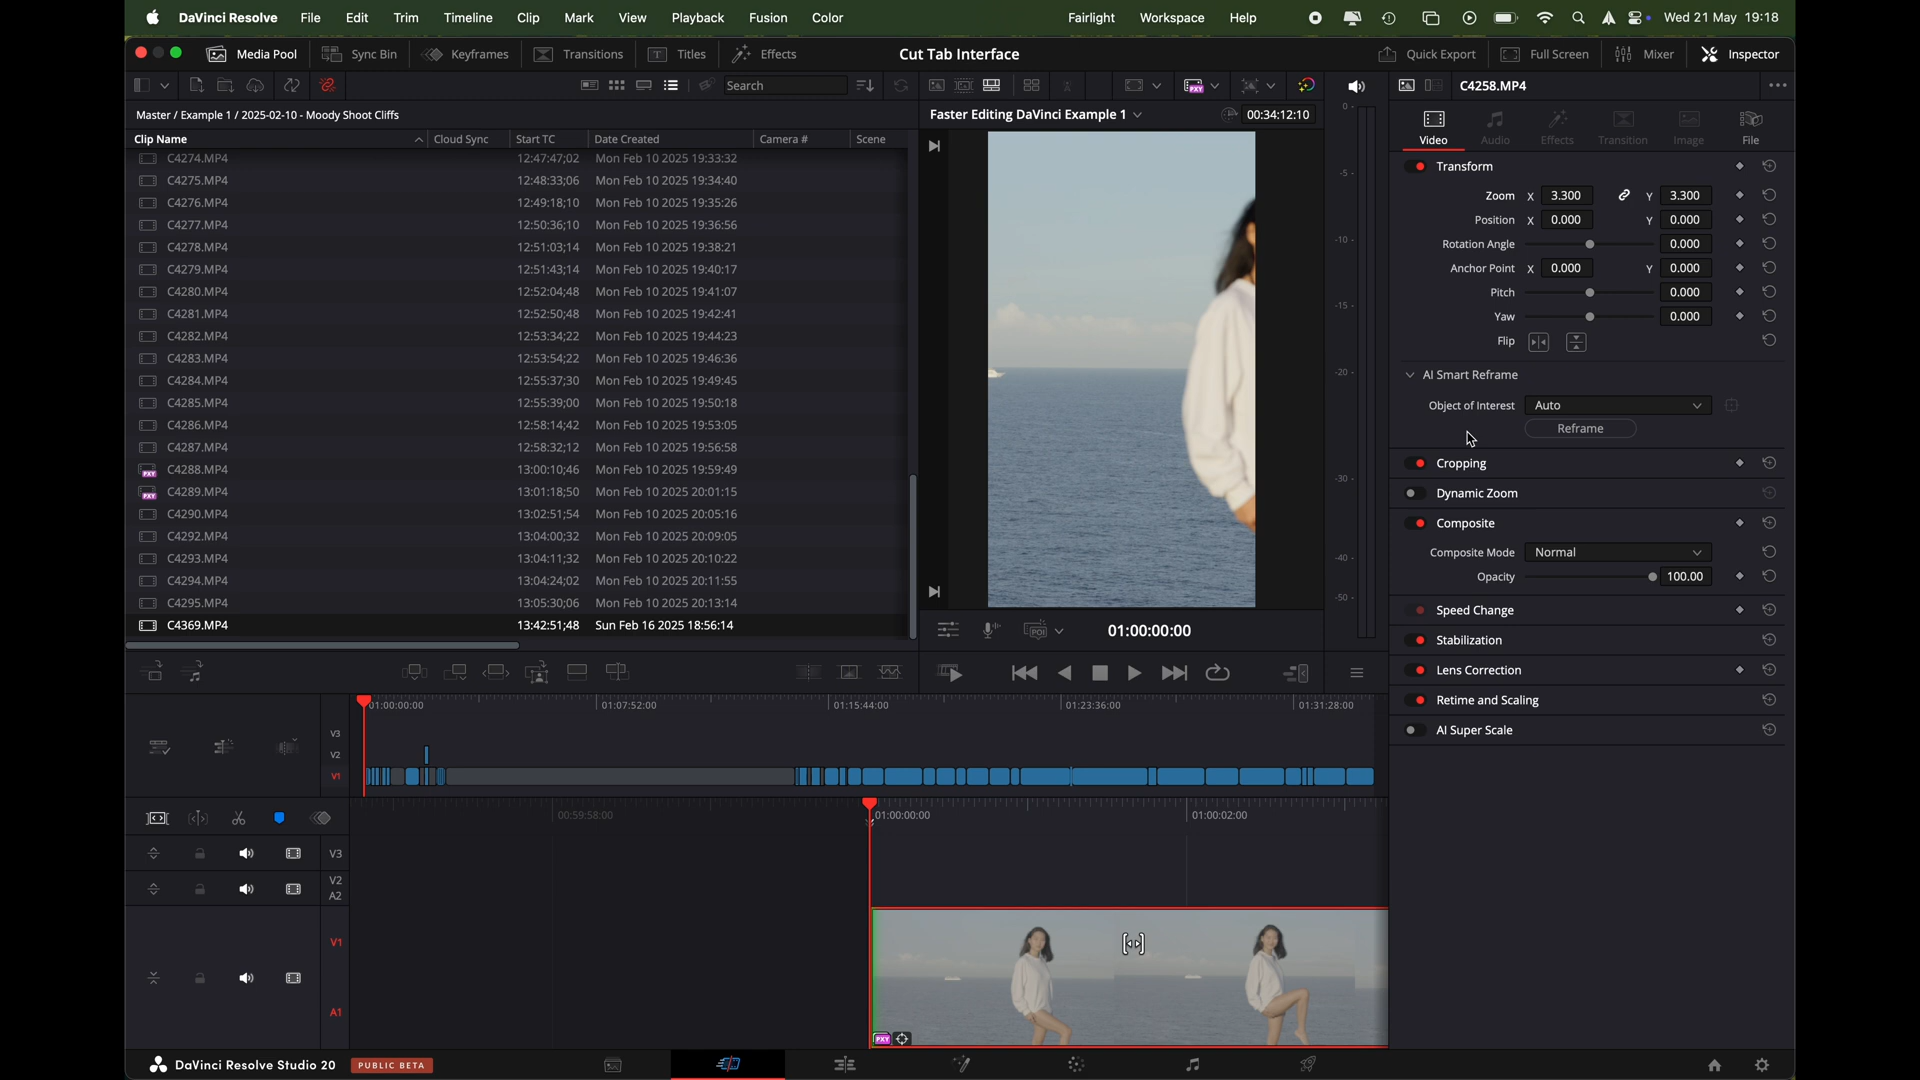 DaVinci Resolve File Edit Trim Timeline Clip Mark View Playback Fusion Color Fairlight Workspace Help Wed 21 May 19:18
Media Pool Sync Bin Keyframes Transitions Titles Effects Cut Tab Interface Quick Export Full Screen Mixer Inspector
Search PXY C4258.MP4
Master / Example 1 / 2025-02-10 - Moody Shoot Cliffs Faster Editing DaVinci Example 1 00:34:12:10
Clip Name Cloud Sync Start TC Date Created Camera # Scene
C4274.MP4 12:47:47;02 Mon Feb 10 2025 19:33:32
C4275.MP4 12:48:33;06 Mon Feb 10 2025 19:34:40
C4276.MP4 12:49:18;10 Mon Feb 10 2025 19:35:26
C4277.MP4 12:50:36;10 Mon Feb 10 2025 19:36:56
C4278.MP4 12:51:03;14 Mon Feb 10 2025 19:38:21
C4279.MP4 12:51:43;14 Mon Feb 10 2025 19:40:17
C4280.MP4 12:52:04;48 Mon Feb 10 2025 19:41:07
C4281.MP4 12:52:50;48 Mon Feb 10 2025 19:42:41
C4282.MP4 12:53:34;22 Mon Feb 10 2025 19:44:23
C4283.MP4 12:53:54;22 Mon Feb 10 2025 19:46:36
C4284.MP4 12:55:37;30 Mon Feb 10 2025 19:49:45
C4285.MP4 12:55:39;00 Mon Feb 10 2025 19:50:18
C4286.MP4 12:58:14;42 Mon Feb 10 2025 19:53:05
C4287.MP4 12:58:32;12 Mon Feb 10 2025 19:56:58
PXY C4288.MP4 13:00:10;46 Mon Feb 10 2025 19:59:49
PXY C4289.MP4 13:01:18;50 Mon Feb 10 2025 20:01:15
C4290.MP4 13:02:51;54 Mon Feb 10 2025 20:05:16
C4292.MP4 13:04:00;32 Mon Feb 10 2025 20:09:05
C4293.MP4 13:04:11;32 Mon Feb 10 2025 20:10:22
C4294.MP4 13:04:24;02 Mon Feb 10 2025 20:11:55
C4295.MP4 13:05:30;06 Mon Feb 10 2025 20:13:14
C4369.MP4 13:42:51;48 Sun Feb 16 2025 18:56:14
0
-5
-10
-15
-20
-30
-40
-50
POI 01:00:00:00
Video Audio Effects Transition Image File
Transform
Zoom X 3.300 Y 3.300
Position X 0.000 Y 0.000
Rotation Angle 0.000
Anchor Point X 0.000 Y 0.000
Pitch 0.000
Yaw 0.000
Flip
AI Smart Reframe
Object of Interest Auto
Reframe
Cropping
Dynamic Zoom
Composite
Composite Mode Normal
Opacity 100.00
Speed Change
Stabilization
Lens Correction
Retime and Scaling
AI Super Scale
01:00:00:00 01:07:52:00 01:15:44:00 01:23:36:00 01:31:28:00
V3
V2
V1
00:59:58:00 01:00:00:00 01:00:02:00
V3
V2
A2
V1
A1
PXY
DaVinci Resolve Studio 20 PUBLIC BETA